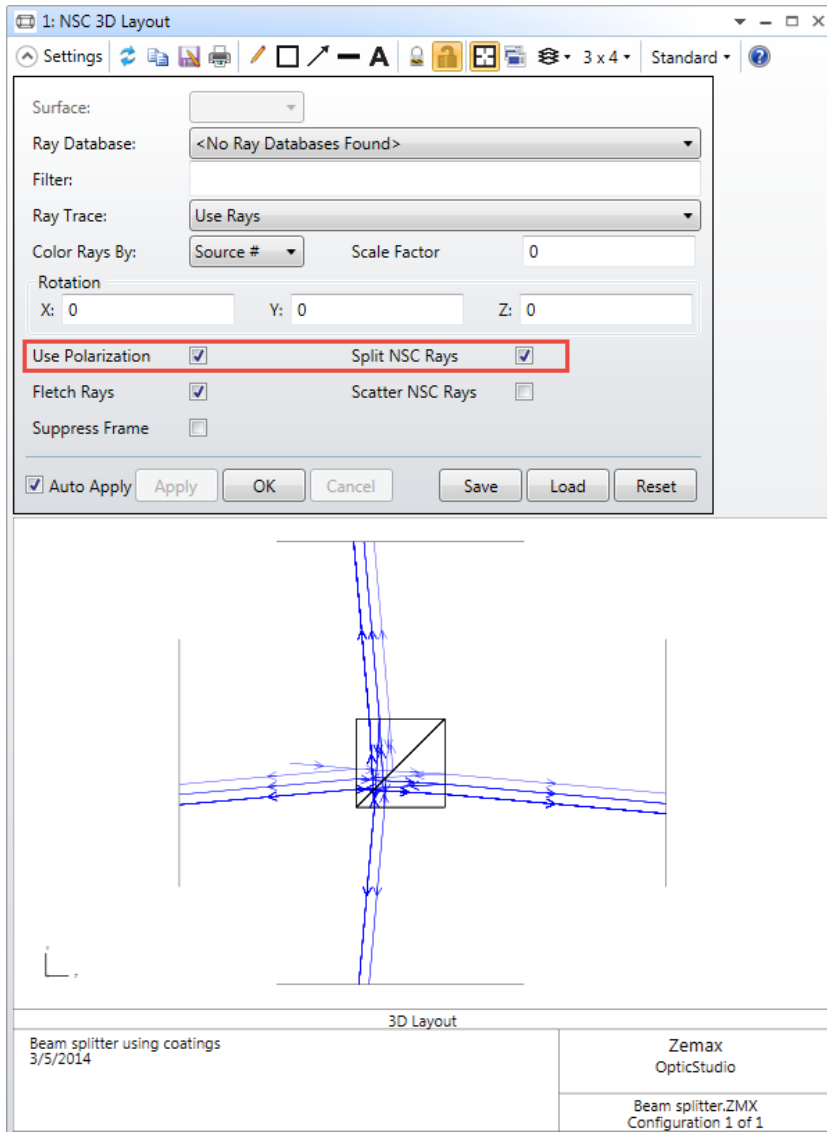 1: NSC 3D Layout
Settings A 3 x 4 Standard ?
Surface:
Ray Database: <No Ray Databases Found>
Filter:
Ray Trace: Use Rays
Color Rays By: Source # Scale Factor 0
Rotation
X: 0 Y: 0 Z: 0
Use Polarization Split NSC Rays
Fletch Rays Scatter NSC Rays
Suppress Frame
Auto Apply Apply OK Cancel Save Load Reset
3D Layout
Beam splitter using coatings
3/5/2014
Zemax
OpticStudio
Beam splitter.ZMX
Configuration 1 of 1